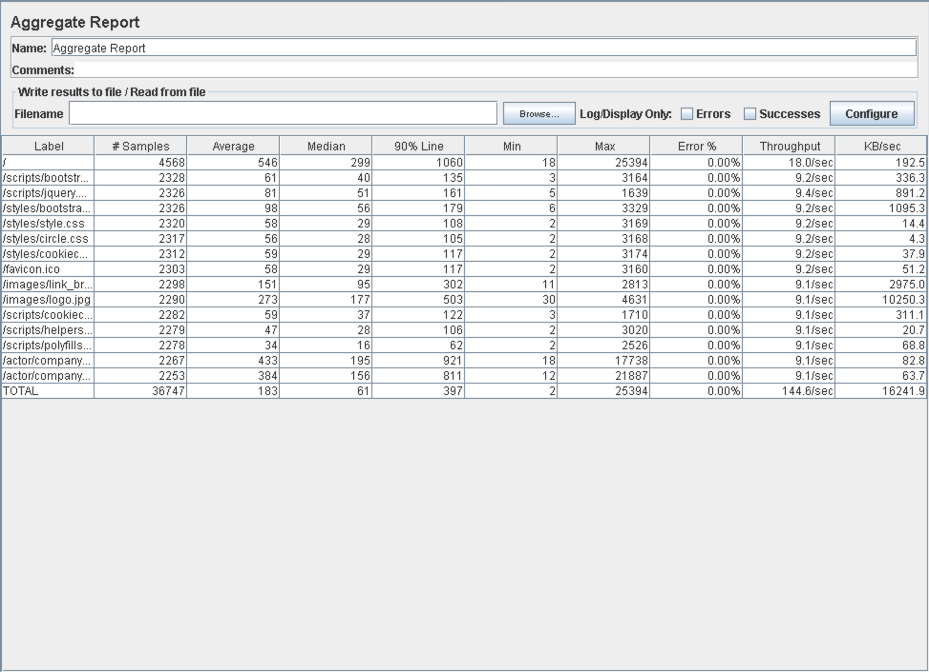 Aggregate Report
Name: Aggregate Report
Comments:
Write results to file / Read from file
Filename Browse... Log/Display Only: Errors Successes Configure
Label # Samples Average Median 90% Line Min Max Error % Throughput KB/sec
/ 4568 546 299 1060 18 25394 0.00% 18.0/sec 192.5
/scripts/bootstr... 2328 61 40 135 3 3164 0.00% 9.2/sec 336.3
/scripts/jquery.... 2326 81 51 161 5 1639 0.00% 9.4/sec 891.2
/styles/bootstra... 2326 98 56 179 6 3329 0.00% 9.2/sec 1095.3
/styles/style.css 2320 58 29 108 2 3169 0.00% 9.2/sec 14.4
/styles/circle.css 2317 56 28 105 2 3168 0.00% 9.2/sec 4.3
/styles/cookiec... 2312 59 29 117 2 3174 0.00% 9.2/sec 37.9
/favicon.ico 2303 58 29 117 2 3160 0.00% 9.2/sec 51.2
/images/link_br... 2298 151 95 302 11 2813 0.00% 9.1/sec 2975.0
/images/logo.jpg 2290 273 177 503 30 4631 0.00% 9.1/sec 10250.3
/scripts/cookiec... 2282 59 37 122 3 1710 0.00% 9.1/sec 311.1
/scripts/helpers... 2279 47 28 106 2 3020 0.00% 9.1/sec 20.7
/scripts/polyfills... 2278 34 16 62 2 2526 0.00% 9.1/sec 68.8
/actor/company... 2267 433 195 921 18 17738 0.00% 9.1/sec 82.8
/actor/company... 2253 384 156 811 12 21887 0.00% 9.1/sec 63.7
TOTAL 36747 183 61 397 2 25394 0.00% 144.6/sec 16241.9